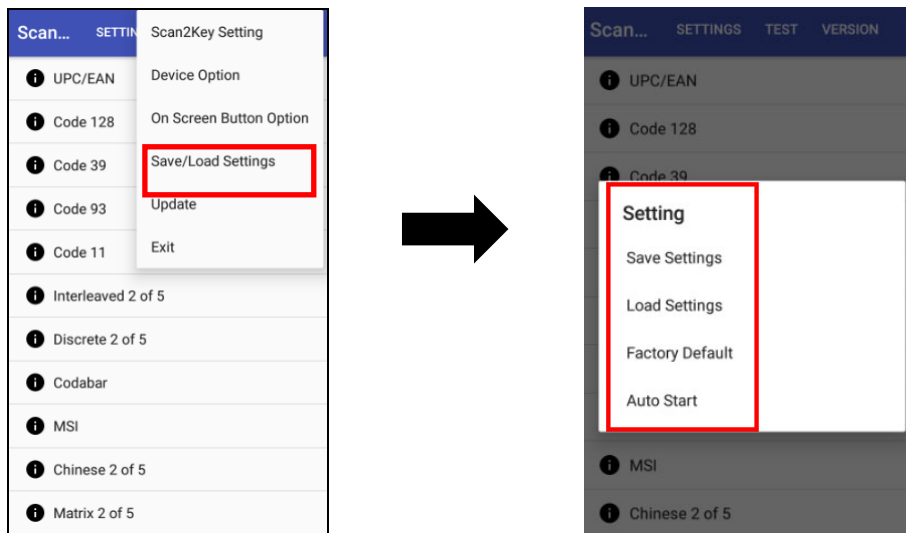 Scan... SETTIN
UPC/EAN
Code 128
Code 39
Code 93
Code 11
Interleaved 2 of 5
Discrete 2 of 5
Codabar
MSI
Chinese 2 of 5
Matrix 2 of 5
Scan2Key Setting
Device Option
On Screen Button Option
Save/Load Settings
Update
Exit
Scan... SETTINGS TEST VERSION
UPC/EAN
Code 128
Code 39
Setting
Save Settings
Load Settings
Factory Default
Auto Start
MSI
Chinese 2 of 5